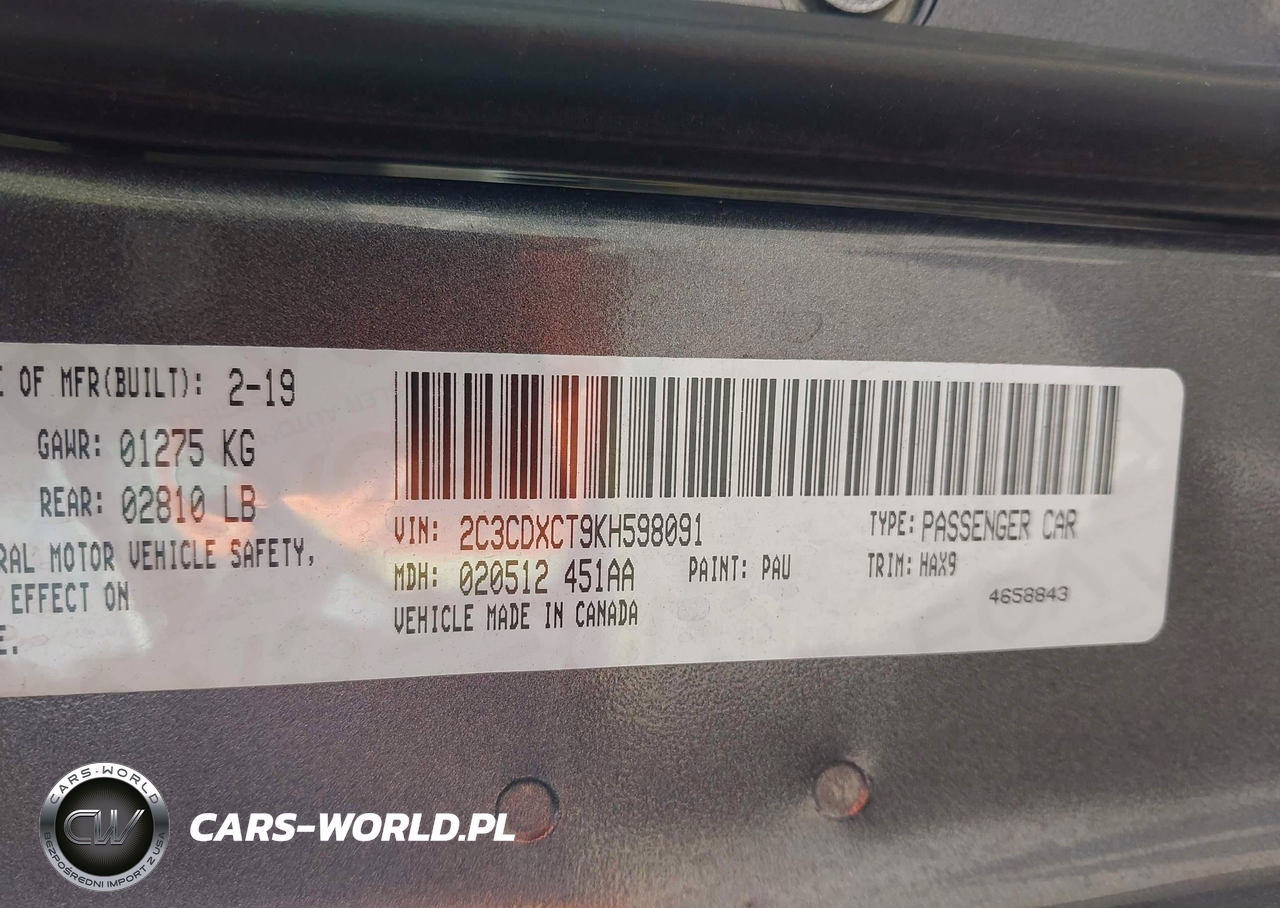 E OF MFR(BUILT): 2-19
GAWR: 01275 KG
REAR: 02810 LB
RAL MOTOR VEHICLE SAFETY,
EFFECT ON
E.
VIN: 2C3CDXCT9KH598091
TYPE: PASSENGER CAR
MDH: 020512 451AA
PAINT: PAU
TRIM: HAX9
VEHICLE MADE IN CANADA
4658843
CARS-WORLD
CW
BEZPOŚREDNI IMPORT Z USA
CARS-WORLD.PL